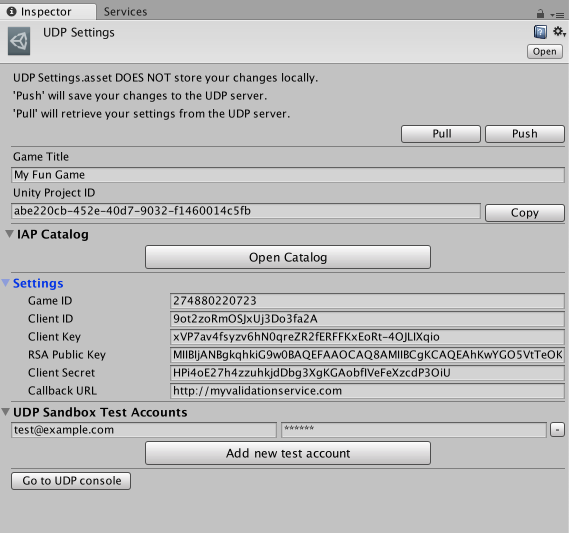 Inspector Services
UDP Settings
Open
UDP Settings.asset DOES NOT store your changes locally.
'Push' will save your changes to the UDP server.
'Pull' will retrieve your settings from the UDP server.
Pull Push
Game Title
My Fun Game
Unity Project ID
abe220cb-452e-40d7-9032-f1460014c5fb Copy
IAP Catalog
Open Catalog
Settings
Game ID 274880220723
Client ID 9ot2zoRmOSJxUj3Do3fa2A
Client Key xVP7av4fsyzv6hN0qreZR2fERFFKxEoRt-4OJLIXqio
RSA Public Key MIIBIjANBgkqhkiG9w0BAQEFAAOCAQ8AMIIBCgKCAQEAhKwYGO5VtTeOK
Client Secret HPi4oE27h4zzuhkjdDbg3XgKGAobfIVeFeXzcdP3OiU
Callback URL http://myvalidationservice.com
UDP Sandbox Test Accounts
test@example.com ****** -
Add new test account
Go to UDP console